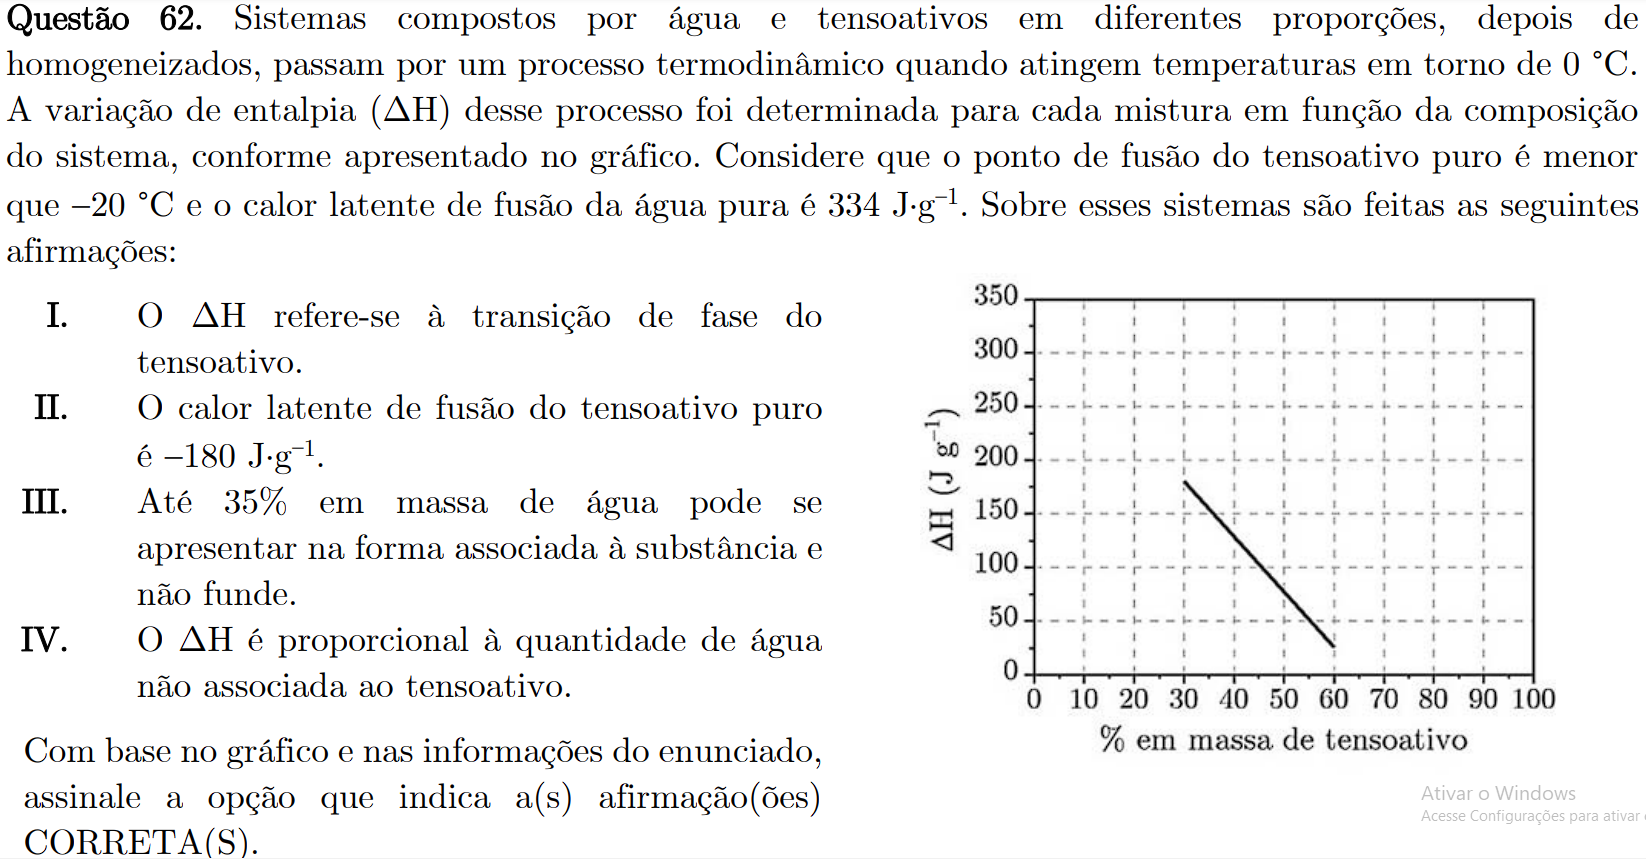 Questão 62. Sistemas compostos por água e tensoativos em diferentes proporções, depois de
homogeneizados, passam por um processo termodinâmico quando atingem temperaturas em torno de 0 °C.
A variação de entalpia (ΔH) desse processo foi determinada para cada mistura em função da composição
do sistema, conforme apresentado no gráfico. Considere que o ponto de fusão do tensoativo puro é menor
que –20 °C e o calor latente de fusão da água pura é 334 J·g⁻¹. Sobre esses sistemas são feitas as seguintes
afirmações:
I. O ΔH refere-se à transição de fase do
tensoativo.
II. O calor latente de fusão do tensoativo puro
é –180 J·g⁻¹.
III. Até 35% em massa de água pode se
apresentar na forma associada à substância e
não funde.
IV. O ΔH é proporcional à quantidade de água
não associada ao tensoativo.
Com base no gráfico e nas informações do enunciado,
assinale a opção que indica a(s) afirmação(ões)
CORRETA(S).
350
300
250
200
150
100
50
0
ΔH (J g⁻¹)
0 10 20 30 40 50 60 70 80 90 100
% em massa de tensoativo
Ativar o Windows
Acesse Configurações para ativar